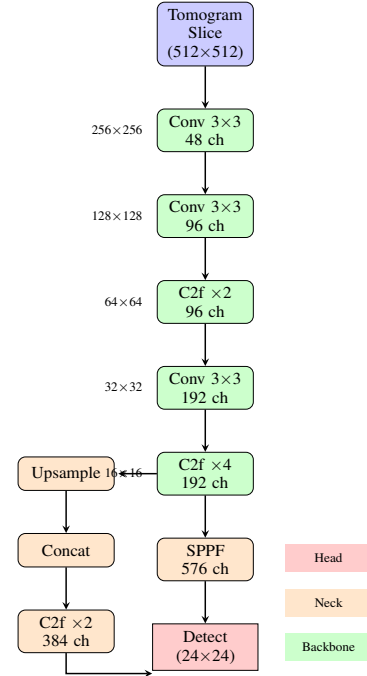 Tomogram
Slice
(512×512)
256×256
Conv 3×3
48 ch
128×128
Conv 3×3
96 ch
64×64
C2f ×2
96 ch
32×32
Conv 3×3
192 ch
Upsample
16×16
C2f ×4
192 ch
Concat
SPPF
576 ch
Head
Neck
C2f ×2
384 ch
Detect
(24×24)
Backbone